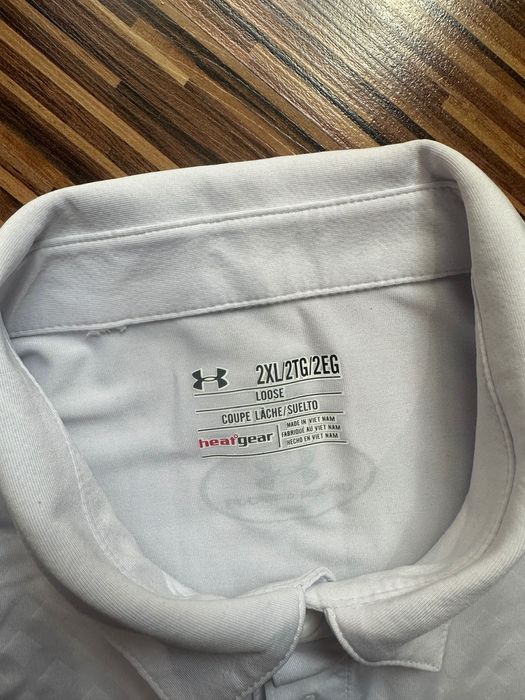 2XL/2TG/2EG
LOOSE
COUPE LÂCHE/SUELTO
heatgear
MADE IN VIET NAM
FABRIQUÉ AU VIET NAM
HECHO EN VIET NAM